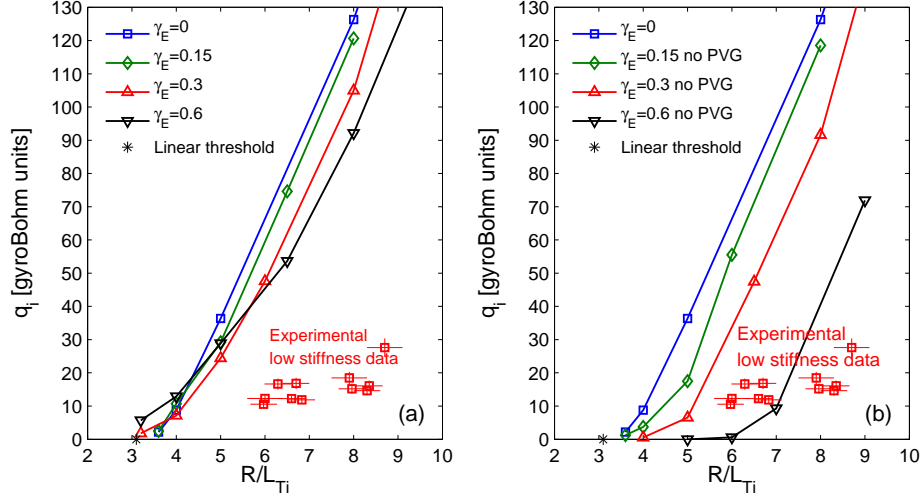 130
120
110
100
90
80
70
60
50
40
30
20
10
0
q_i [gyroBohm units]
γ_E=0
γ_E=0.15
γ_E=0.3
γ_E=0.6
Linear threshold
Experimental
low stiffness data
(a)
2 3 4 5 6 7 8 9 10
R/L_Ti
130
120
110
100
90
80
70
60
50
40
30
20
10
0
q_i [gyroBohm units]
γ_E=0
γ_E=0.15 no PVG
γ_E=0.3 no PVG
γ_E=0.6 no PVG
Linear threshold
Experimental
low stiffness data
(b)
2 3 4 5 6 7 8 9 10
R/L_Ti